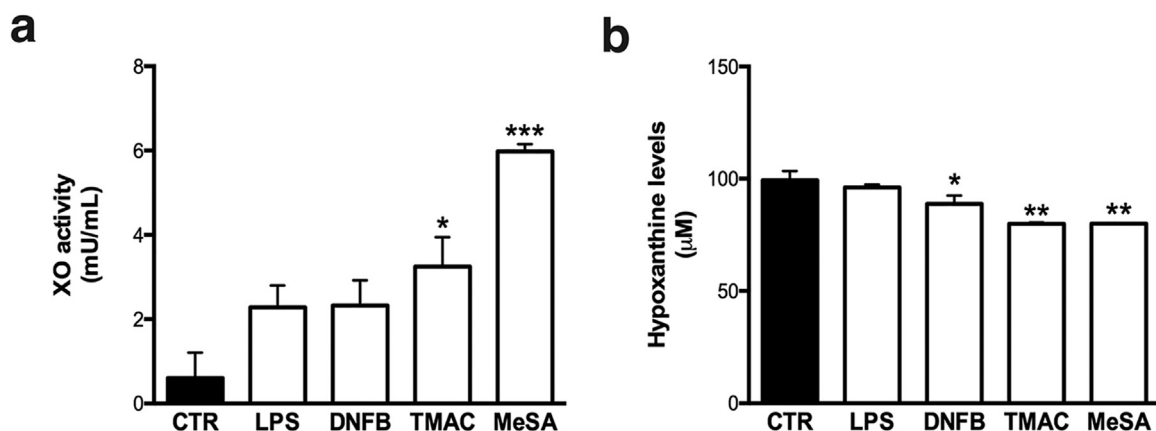 a
XO activity
(mU/mL)
8
6
4
2
0
*
***
CTR LPS DNFB TMAC MeSA
b
Hypoxanthine levels
(μM)
150
100
50
0
*
**
**
CTR LPS DNFB TMAC MeSA